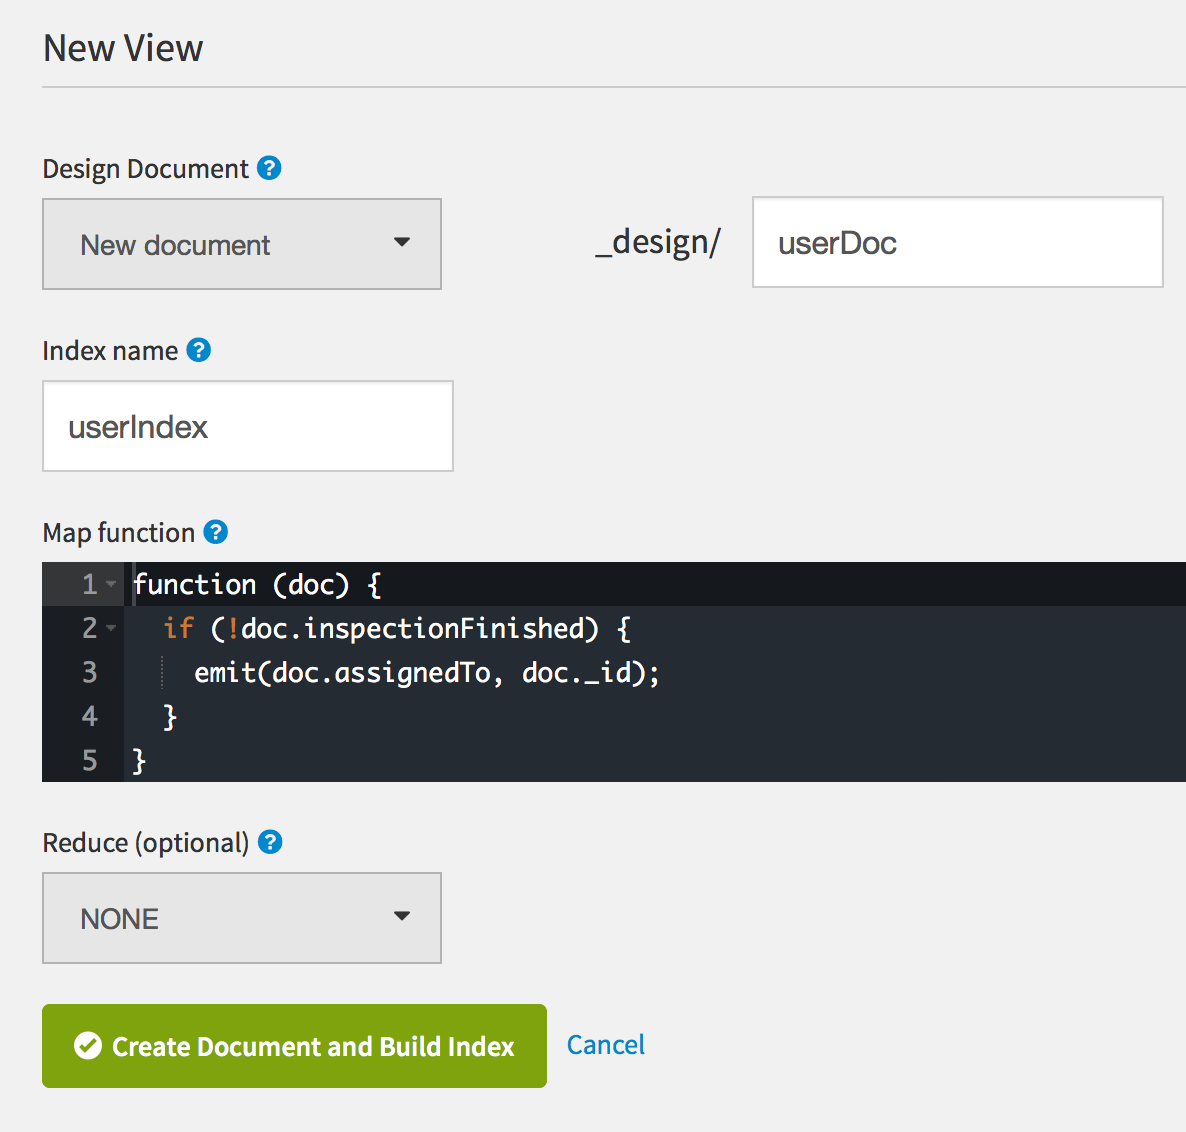 New View
Design Document ?
New document
_design/ userDoc
Index name ?
userIndex
Map function ?
1 function (doc) {
2   if (!doc.inspectionFinished) {
3     emit(doc.assignedTo, doc._id);
4   }
5 }
Reduce (optional) ?
NONE
Create Document and Build Index Cancel